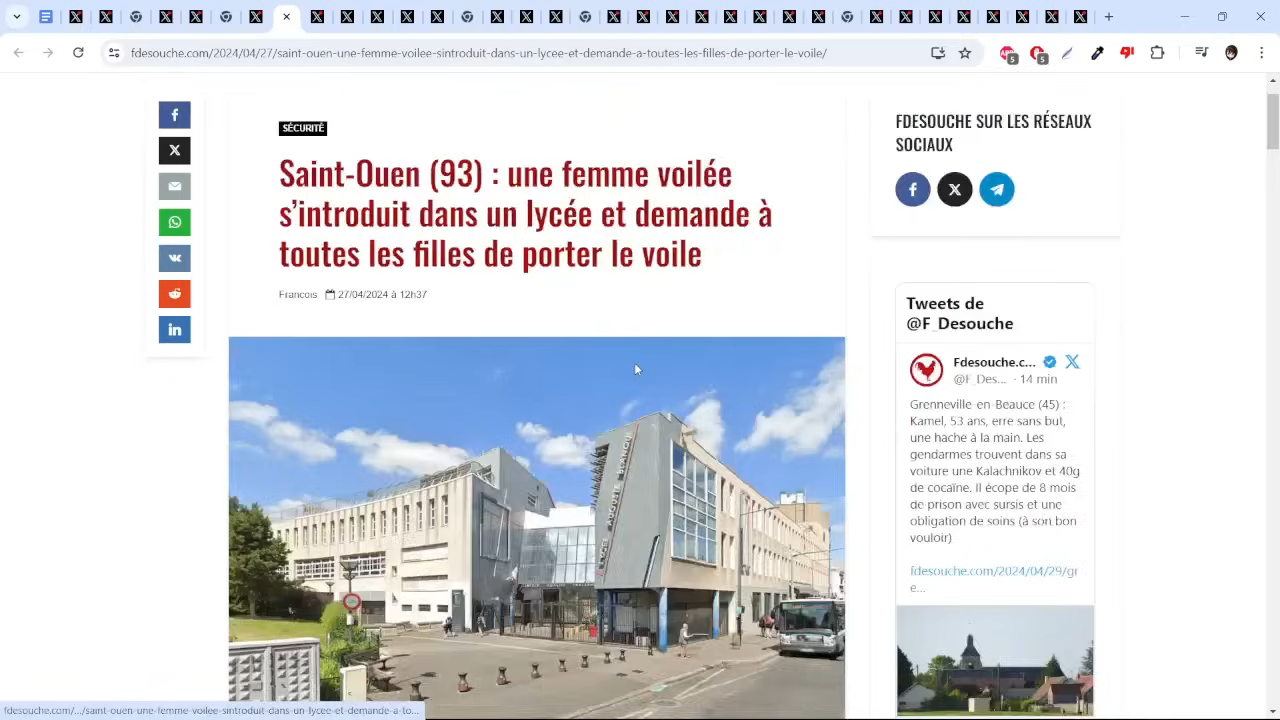 fdesouche.com/2024/04/27/saint-ouen-une-femme-voilee-sintroduit-dans-un-lycee-et-demande-a-toutes-les-filles-de-porter-le-voile/
5
5
SÉCURITÉ
Saint-Ouen (93) : une femme voilée
s'introduit dans un lycée et demande à
toutes les filles de porter le voile
Francois 27/04/2024 à 12h37
LYCÉE AUGUSTE BLANQUI
FDESOUCHE SUR LES RÉSEAUX
SOCIAUX
Tweets de
@F_Desouche
Fdesouche.c...
@F_Des... · 14 min
Grenneville-en-Beauce (45) :
Kamel, 53 ans, erre sans but,
une hache à la main. Les
gendarmes trouvent dans sa
voiture une Kalachnikov et 40g
de cocaïne. Il écope de 8 mois
de prison avec sursis et une
obligation de soins (à son bon
vouloir)
fdesouche.com/2024/04/29/gr
e...
fdesouche.com/.../saint-ouen-une-femme-voilee-sintroduit-dans-un-lycee-et-demande-a-to...